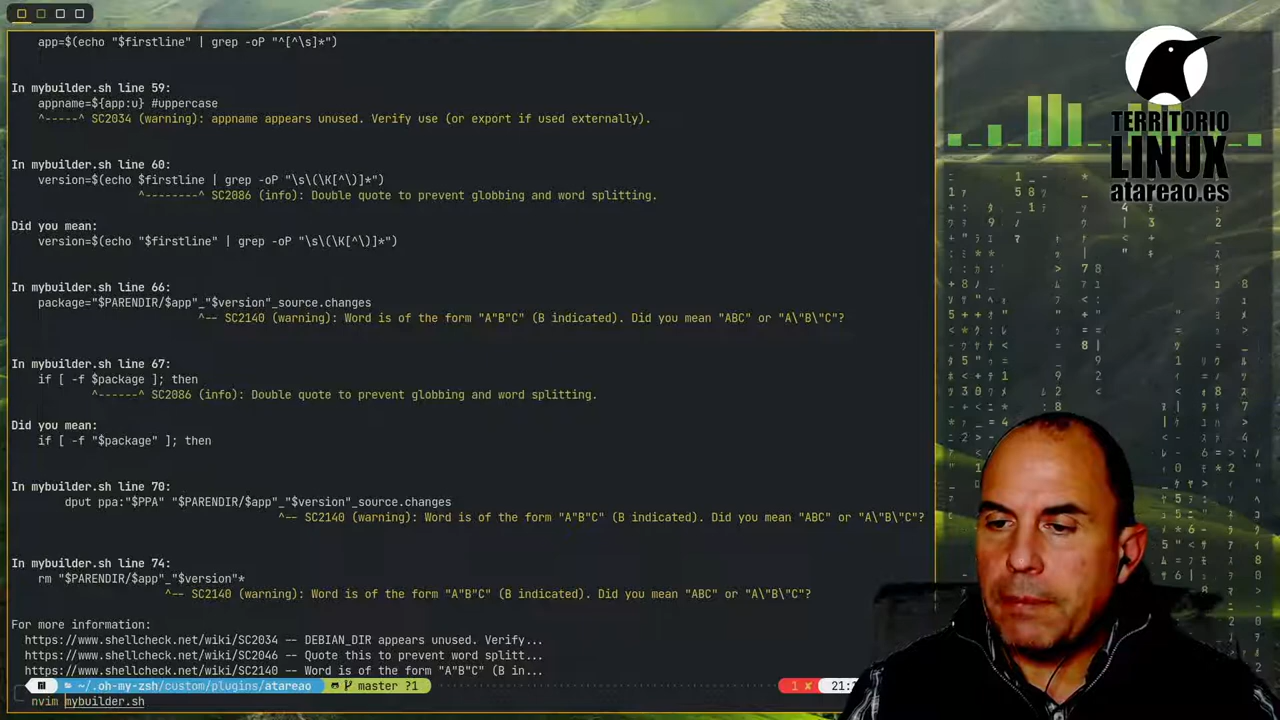 app=$(echo "$firstline" | grep -oP "^[^\s]*")
In mybuilder.sh line 59:
appname=${app:u} #uppercase
^-----^ SC2034 (warning): appname appears unused. Verify use (or export if used externally).
In mybuilder.sh line 60:
version=$(echo $firstline | grep -oP "\s\(\K[^\)]*")
^--------^ SC2086 (info): Double quote to prevent globbing and word splitting.
Did you mean:
version=$(echo "$firstline" | grep -oP "\s\(\K[^\)]*")
In mybuilder.sh line 66:
package="$PARENDIR/$app"_"$version"_source.changes
^-- SC2140 (warning): Word is of the form "A"B"C" (B indicated). Did you mean "ABC" or "A\"B\"C"?
In mybuilder.sh line 67:
if [ -f $package ]; then
^------^ SC2086 (info): Double quote to prevent globbing and word splitting.
Did you mean:
if [ -f "$package" ]; then
In mybuilder.sh line 70:
dput ppa:"$PPA" "$PARENDIR/$app"_"$version"_source.changes
^-- SC2140 (warning): Word is of the form "A"B"C" (B indicated). Did you mean "ABC" or "A\"B\"C"?
In mybuilder.sh line 74:
rm "$PARENDIR/$app"_"$version"*
^-- SC2140 (warning): Word is of the form "A"B"C" (B indicated). Did you mean "ABC" or "A\"B\"C"?
For more information:
https://www.shellcheck.net/wiki/SC2034 -- DEBIAN_DIR appears unused. Verify...
https://www.shellcheck.net/wiki/SC2046 -- Quote this to prevent word splitt...
https://www.shellcheck.net/wiki/SC2140 -- Word is of the form "A"B"C" (B in...
~/.oh-my-zsh/custom/plugins/atareao master ?1 1 ✘ 21:
nvim mybuilder.sh
TERRITORIO
LINUX
atareao.es